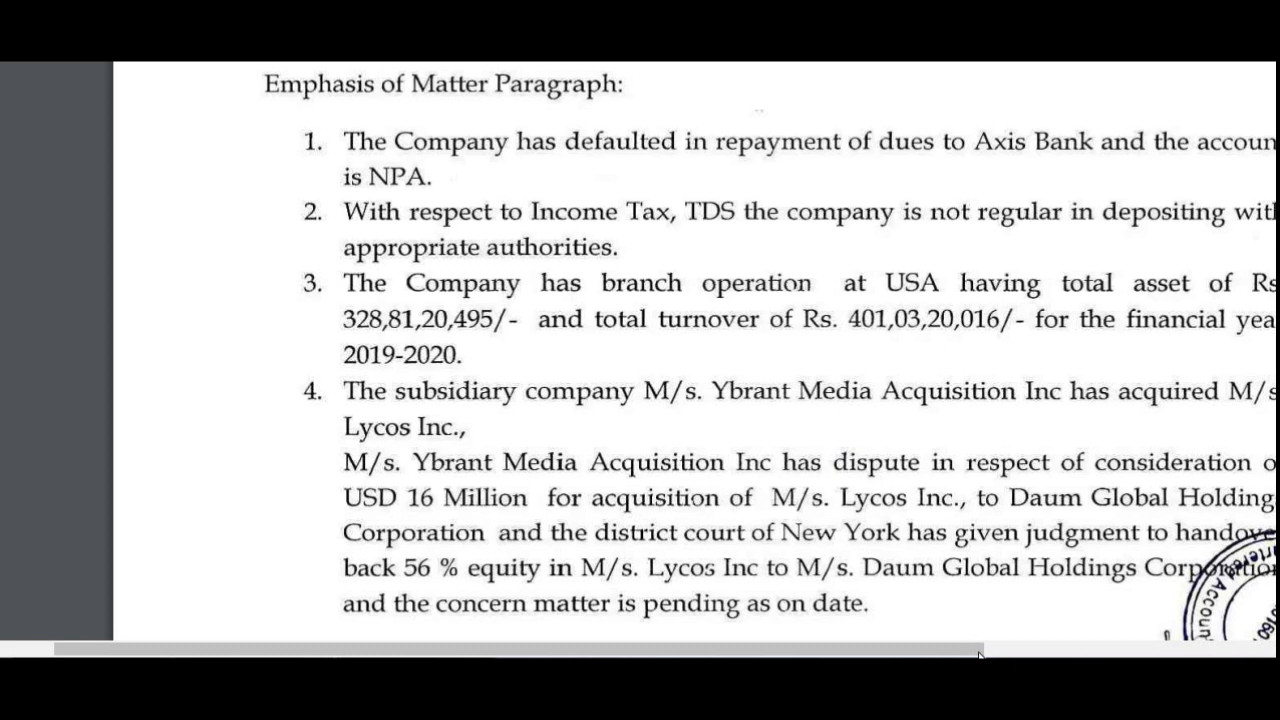 Emphasis of Matter Paragraph:
1. The Company has defaulted in repayment of dues to Axis Bank and the accoun
is NPA.
2. With respect to Income Tax, TDS the company is not regular in depositing with
appropriate authorities.
3. The Company has branch operation at USA having total asset of Rs
328,81,20,495/- and total turnover of Rs. 401,03,20,016/- for the financial yea
2019-2020.
4. The subsidiary company M/s. Ybrant Media Acquisition Inc has acquired M/s
Lycos Inc.,
M/s. Ybrant Media Acquisition Inc has dispute in respect of consideration o
USD 16 Million for acquisition of M/s. Lycos Inc., to Daum Global Holding
Corporation and the district court of New York has given judgment to handove
back 56 % equity in M/s. Lycos Inc to M/s. Daum Global Holdings Corporation
and the concern matter is pending as on date.